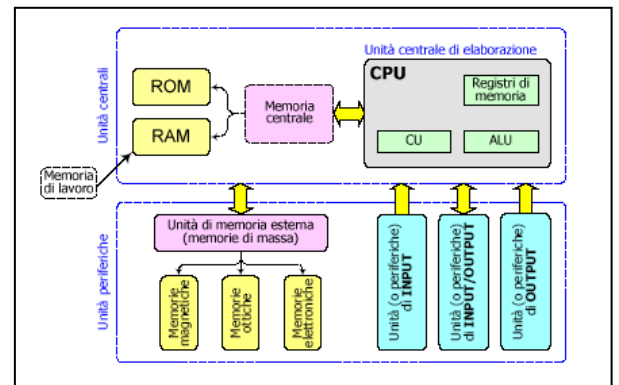 Unità centrale di elaborazione
CPU
Registri di
memoria
CU
ALU
Unità centrali
ROM
RAM
Memoria
centrale
Memoria
di lavoro
Unità periferiche
Unità di memoria esterna
(memorie di massa)
Memorie
magnetiche
Memorie
ottiche
Memorie
elettroniche
Unità (o periferiche)
di INPUT
Unità (o periferiche)
di INPUT/OUTPUT
Unità (o periferiche)
di OUTPUT